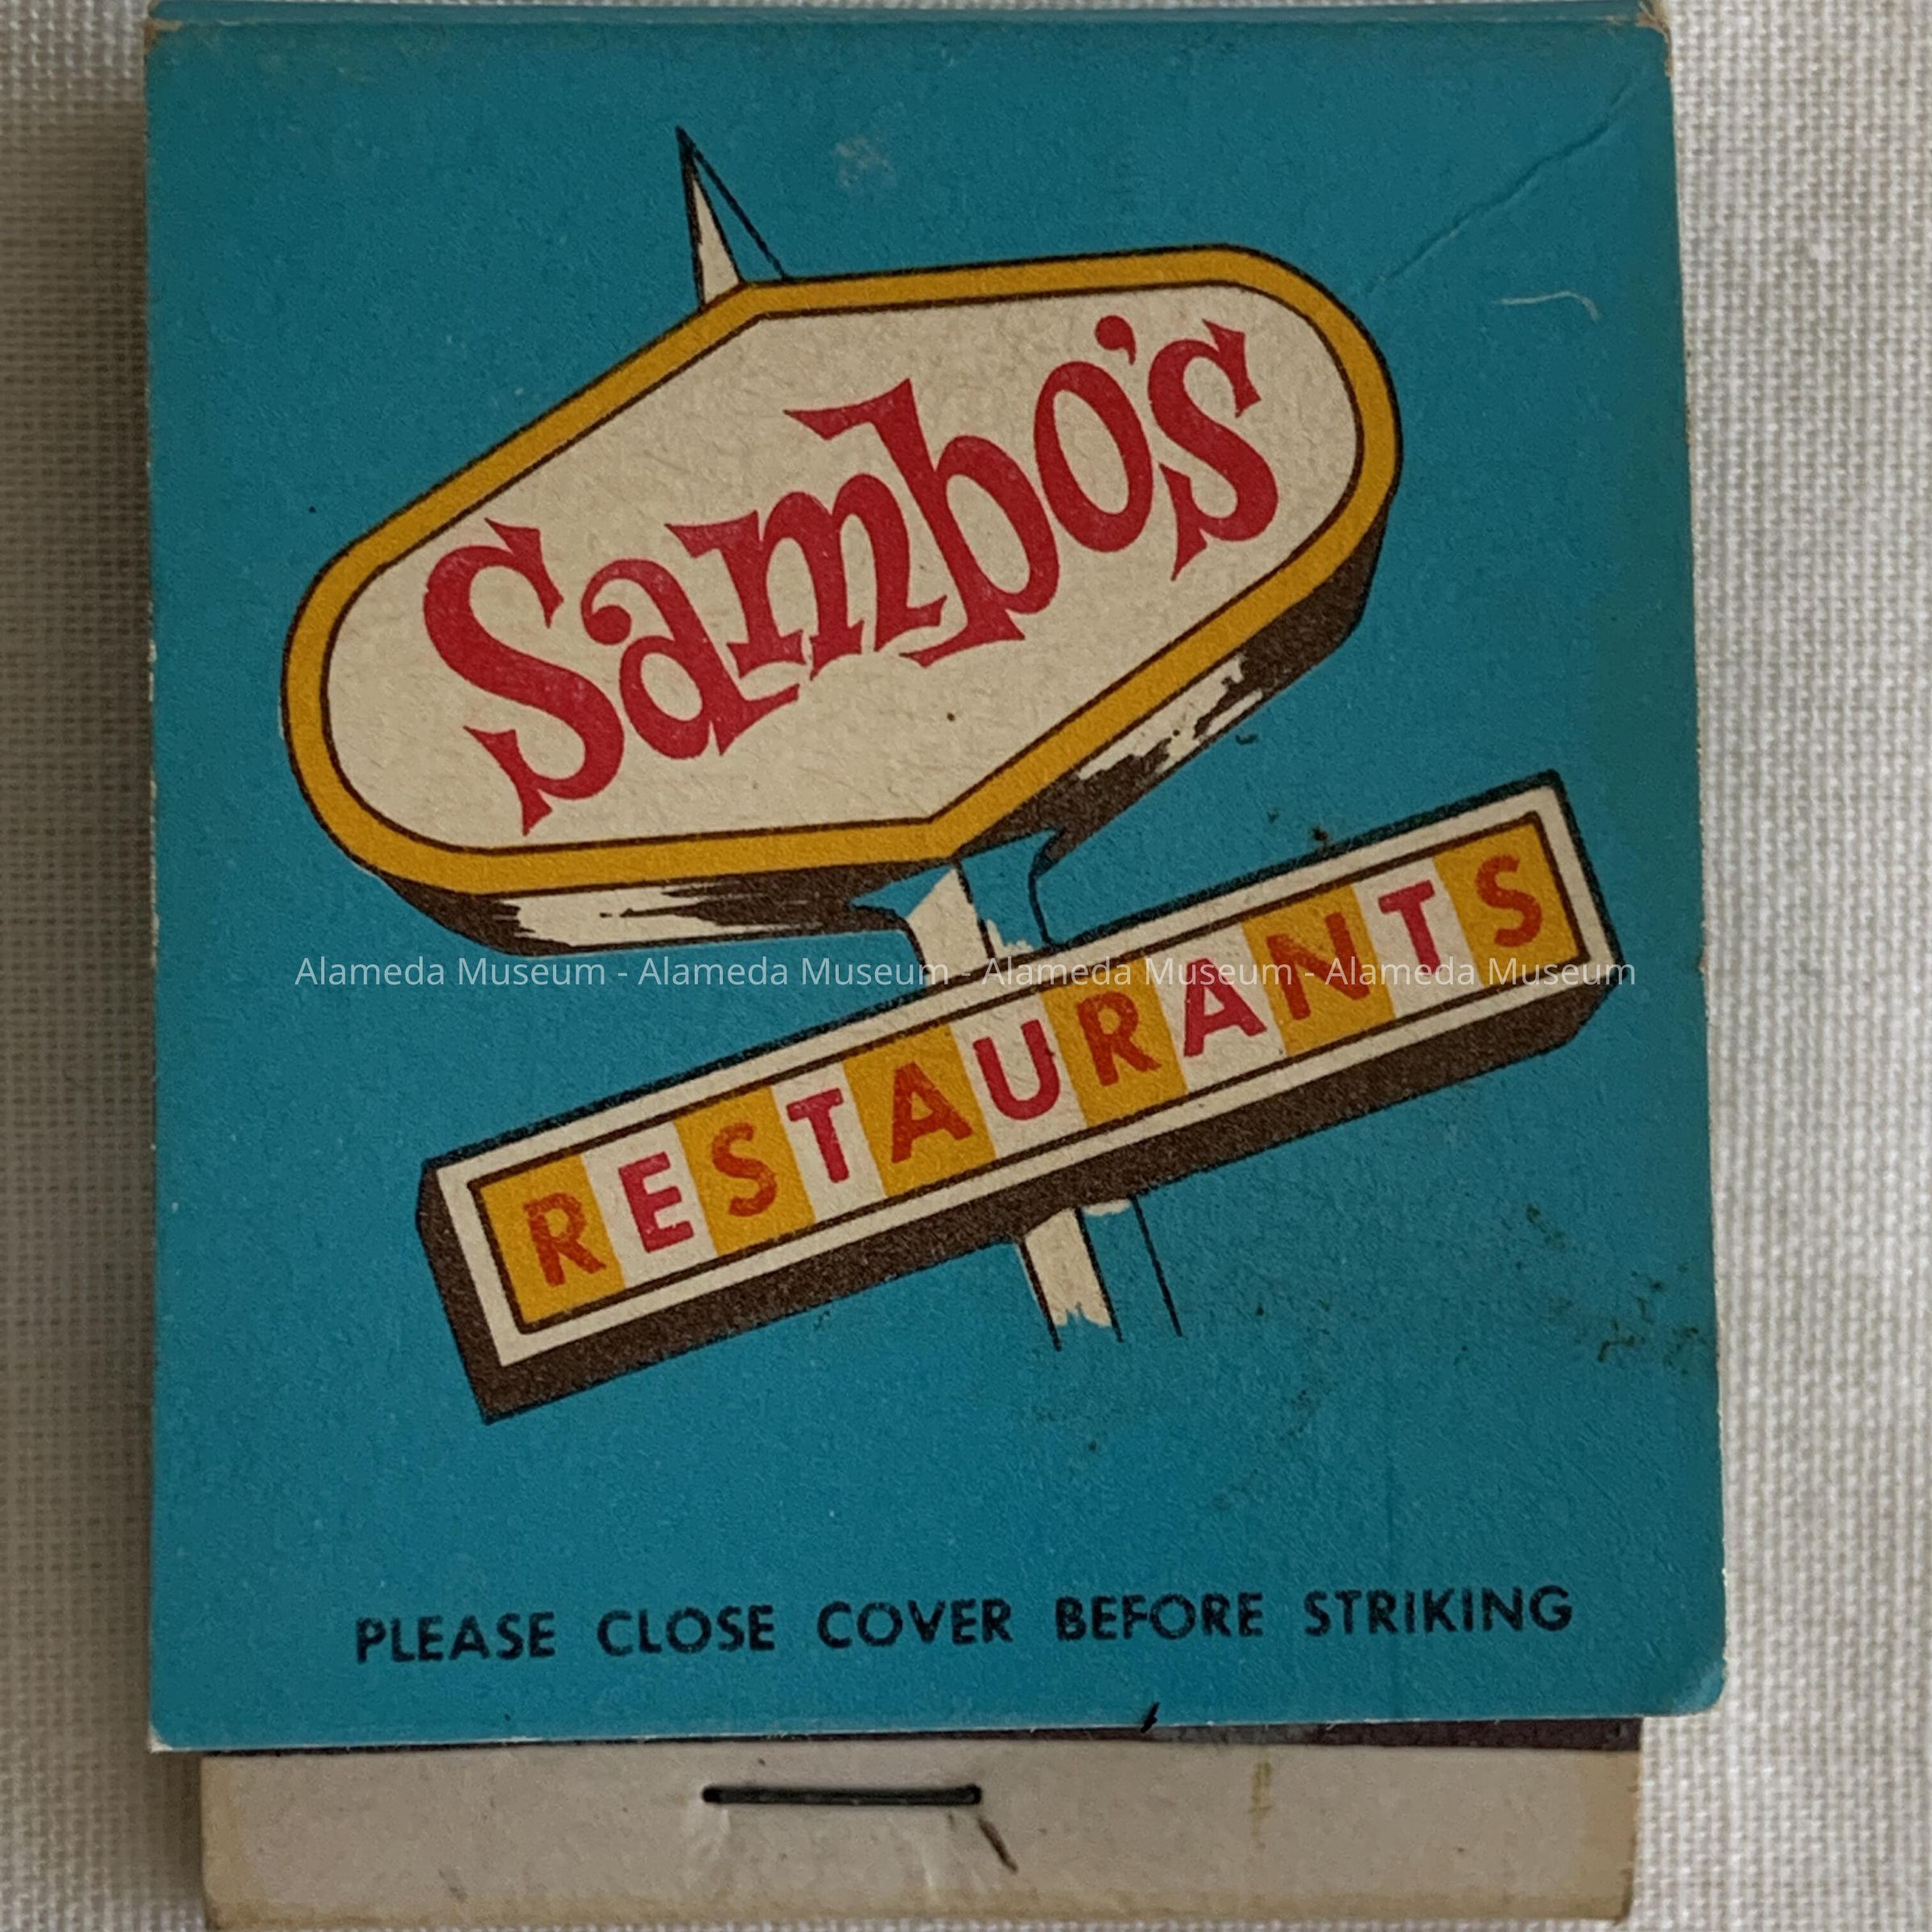 Sambo's
Alameda Museum - Alameda Museum - Alameda Museum - Alameda Museum
RESTAURANTS
PLEASE CLOSE COVER BEFORE STRIKING